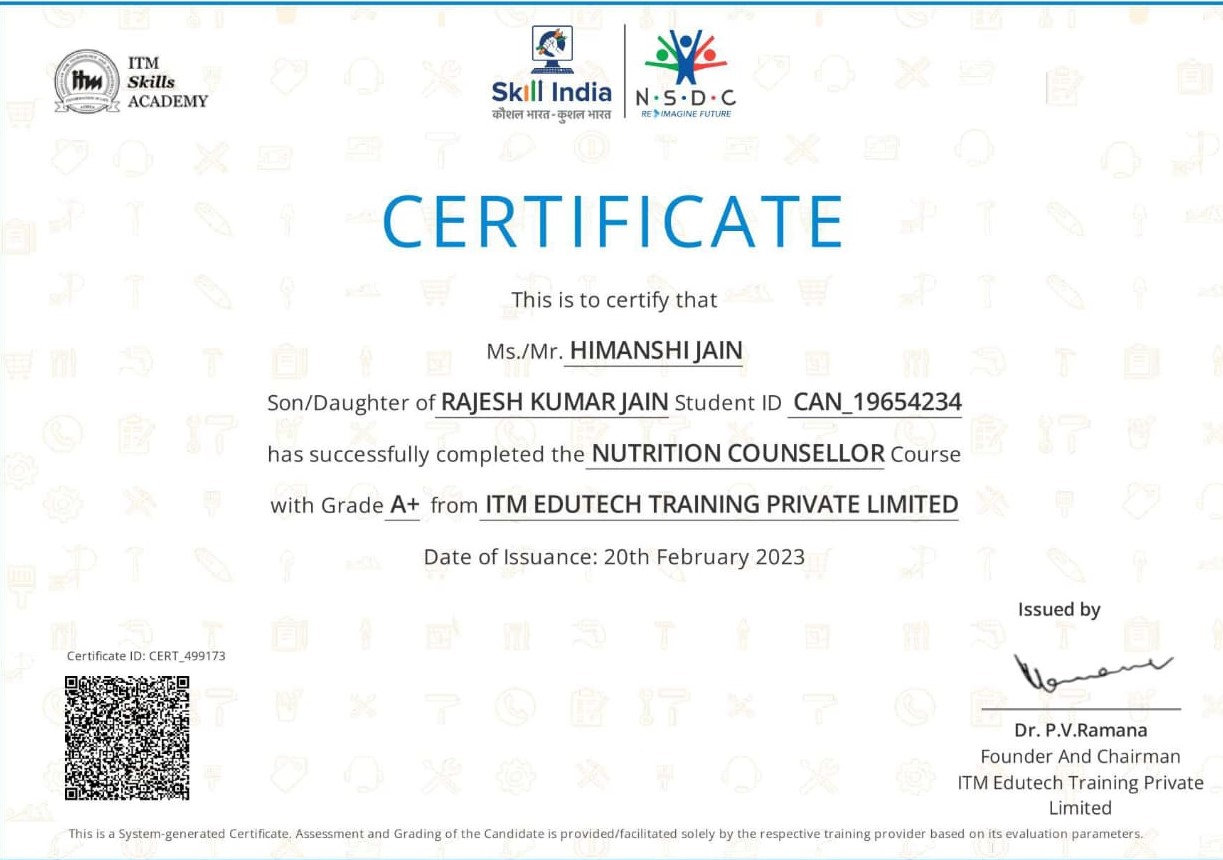 ITM
Skills
ACADEMY
itm
Skill India
कौशल भारत - कुशल भारत
N·S·D·C
RE IMAGINE FUTURE
CERTIFICATE
This is to certify that
Ms./Mr. HIMANSHI JAIN
Son/Daughter of RAJESH KUMAR JAIN Student ID CAN_19654234
has successfully completed the NUTRITION COUNSELLOR Course
with Grade A+ from ITM EDUTECH TRAINING PRIVATE LIMITED
Date of Issuance: 20th February 2023
Issued by
Certificate ID: CERT_499173
Dr. P.V.Ramana
Founder And Chairman
ITM Edutech Training Private
Limited
This is a System-generated Certificate. Assessment and Grading of the Candidate is provided/facilitated solely by the respective training provider based on its evaluation parameters.